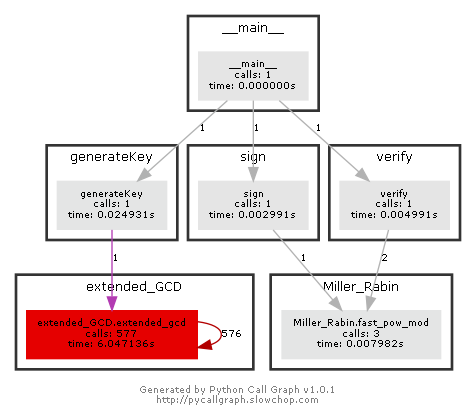 __main__
__main__
calls: 1
time: 0.000000s
1
1
1
generateKey
sign
verify
generateKey
calls: 1
time: 0.024931s
sign
calls: 1
time: 0.002991s
verify
calls: 1
time: 0.004991s
1
1
2
extended_GCD
Miller_Rabin
extended_GCD.extended_gcd
calls: 577
time: 6.047136s
576
Miller_Rabin.fast_pow_mod
calls: 3
time: 0.007982s
Generated by Python Call Graph v1.0.1
http://pycallgraph.slowchop.com